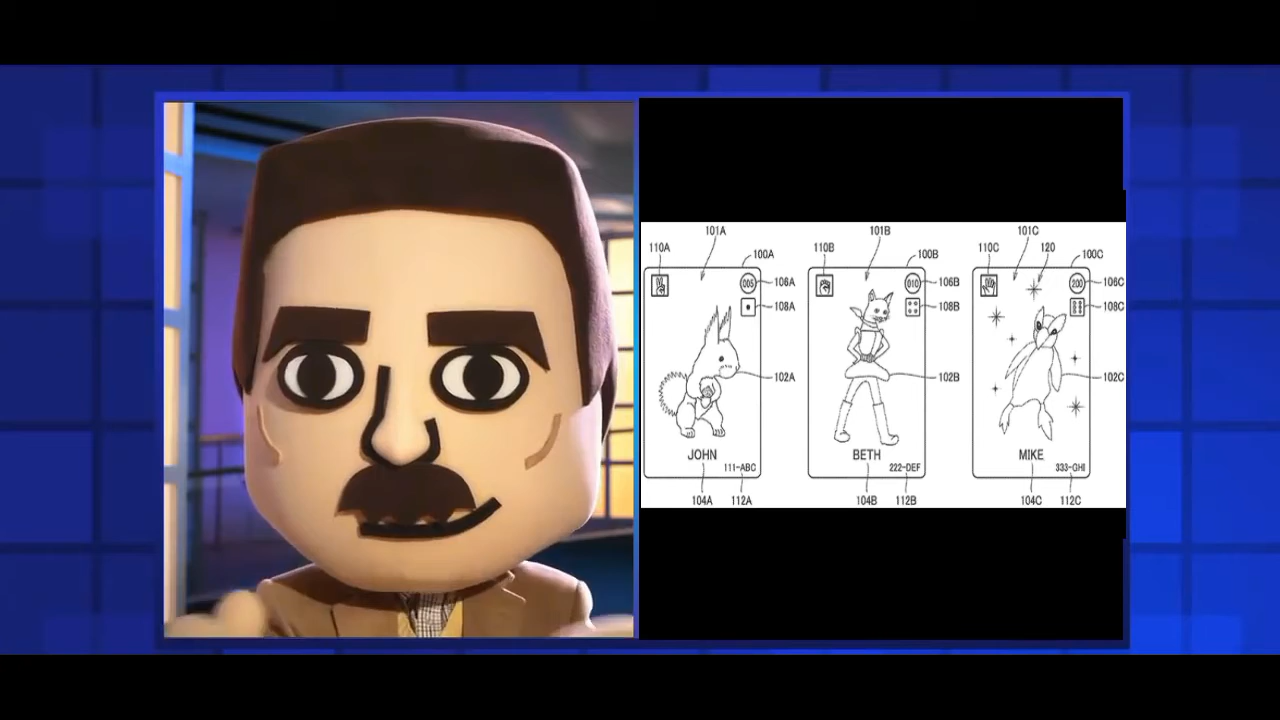 101A 101B 101C
110A 110B 110C 120
100A 100B 100C
005 106A 010 106B 200 106C
108A 108B 108C
102A 102B 102C
JOHN BETH MIKE
111-ABC 222-DEF 333-GHI
104A 112A 104B 112B 104C 112C